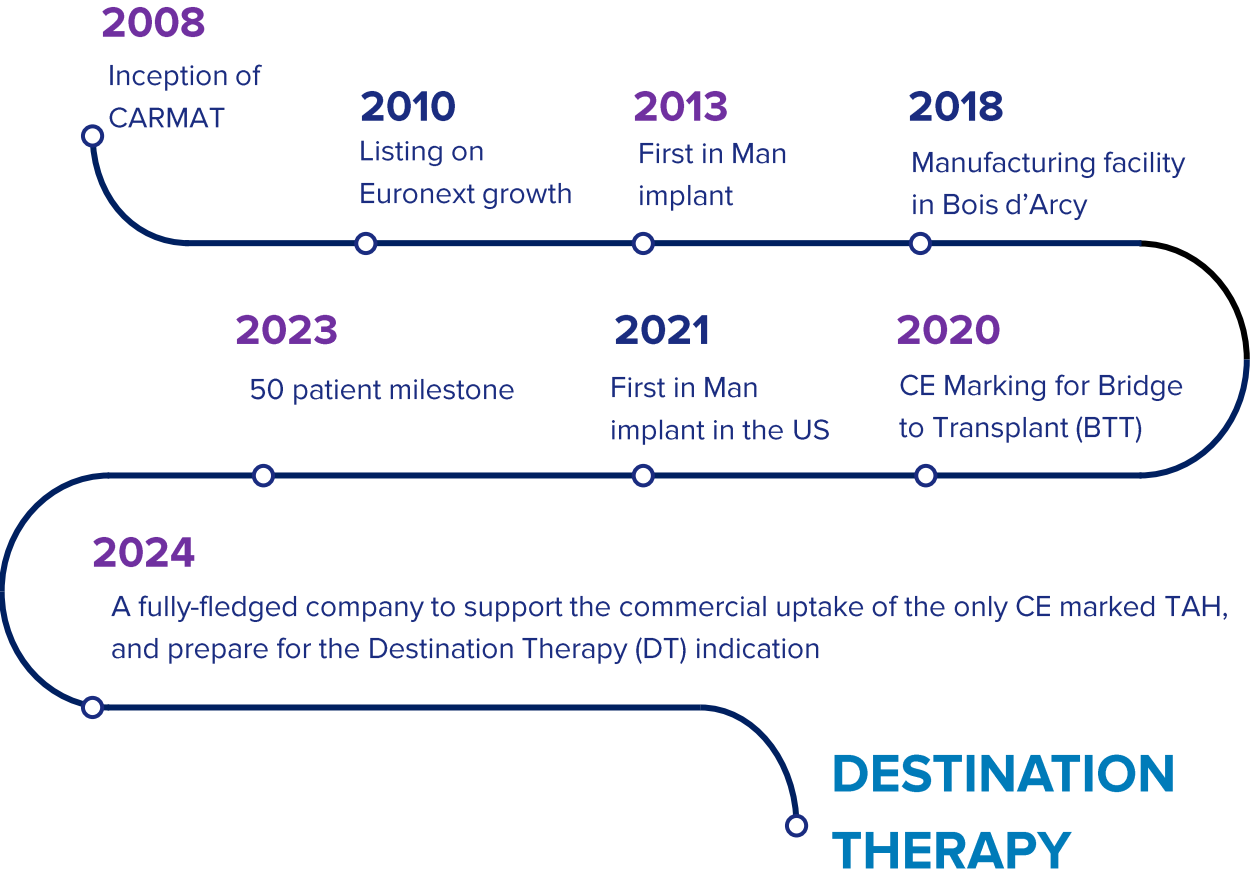 2008
Inception of
CARMAT
2010
Listing on
Euronext growth
2013
First in Man
implant
2018
Manufacturing facility
in Bois d’Arcy
2020
CE Marking for Bridge
to Transplant (BTT)
2021
First in Man
implant in the US
2023
50 patient milestone
2024
A fully-fledged company to support the commercial uptake of the only CE marked TAH,
and prepare for the Destination Therapy (DT) indication
DESTINATION
THERAPY